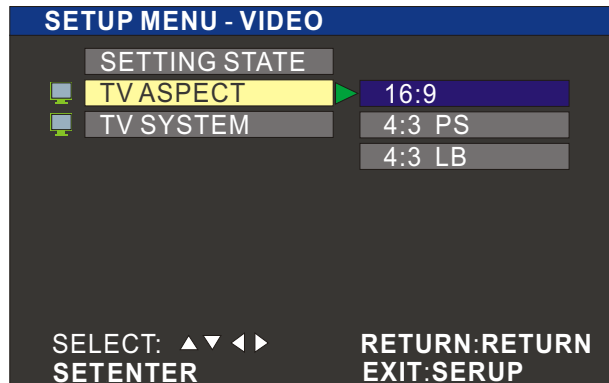 SETUP MENU - VIDEO
SETTING STATE
TV ASPECT
16:9
TV SYSTEM
4:3 PS
4:3 LB
SELECT: ▲▼◀▶
RETURN:RETURN
SETENTER
EXIT:SERUP